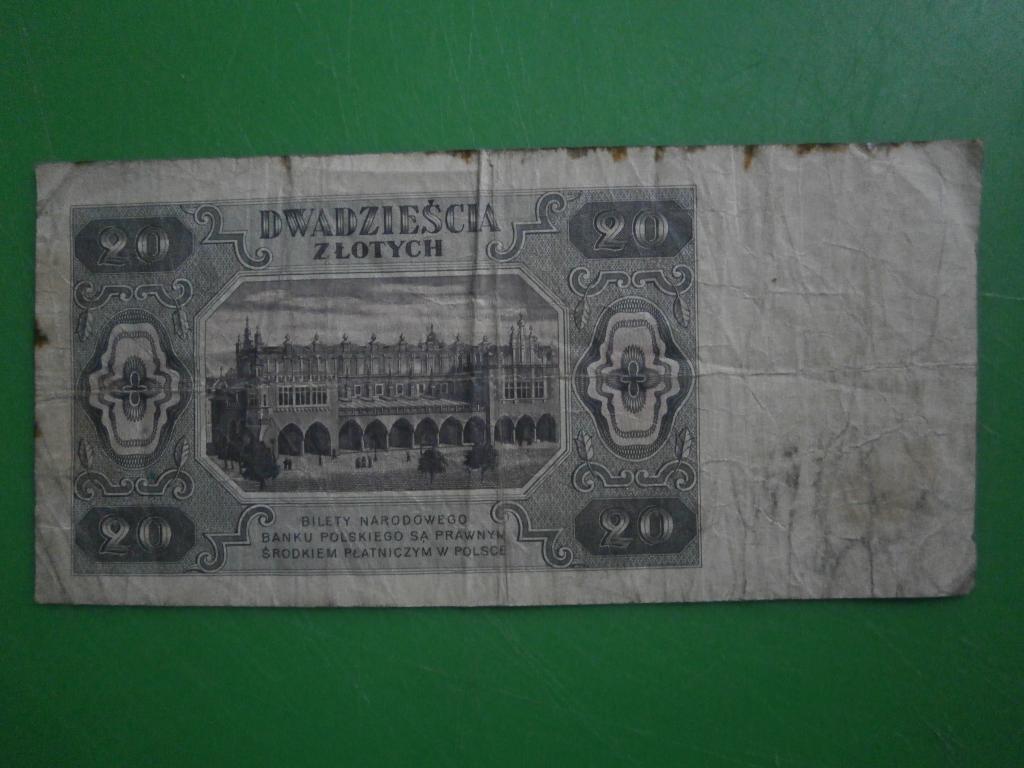 20
DWADZIEŚCIA
20
ZŁOTYCH
20
BILETY NARODOWEGO
BANKU POLSKIEGO SĄ PRAWNYM
ŚRODKIEM PŁATNICZYM W POLSCE
20